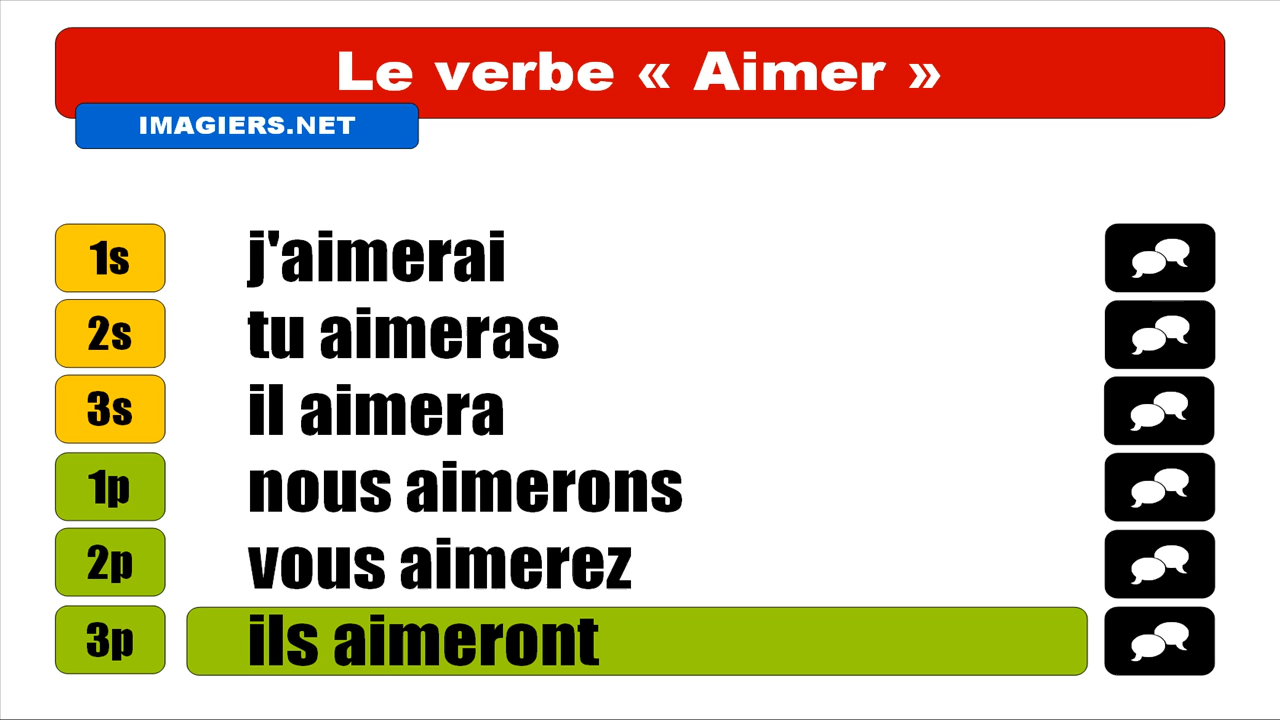 Le verbe « Aimer »
IMAGIERS.NET
1s j'aimerai
2s tu aimeras
3s il aimera
1p nous aimerons
2p vous aimerez
3p ils aimeront